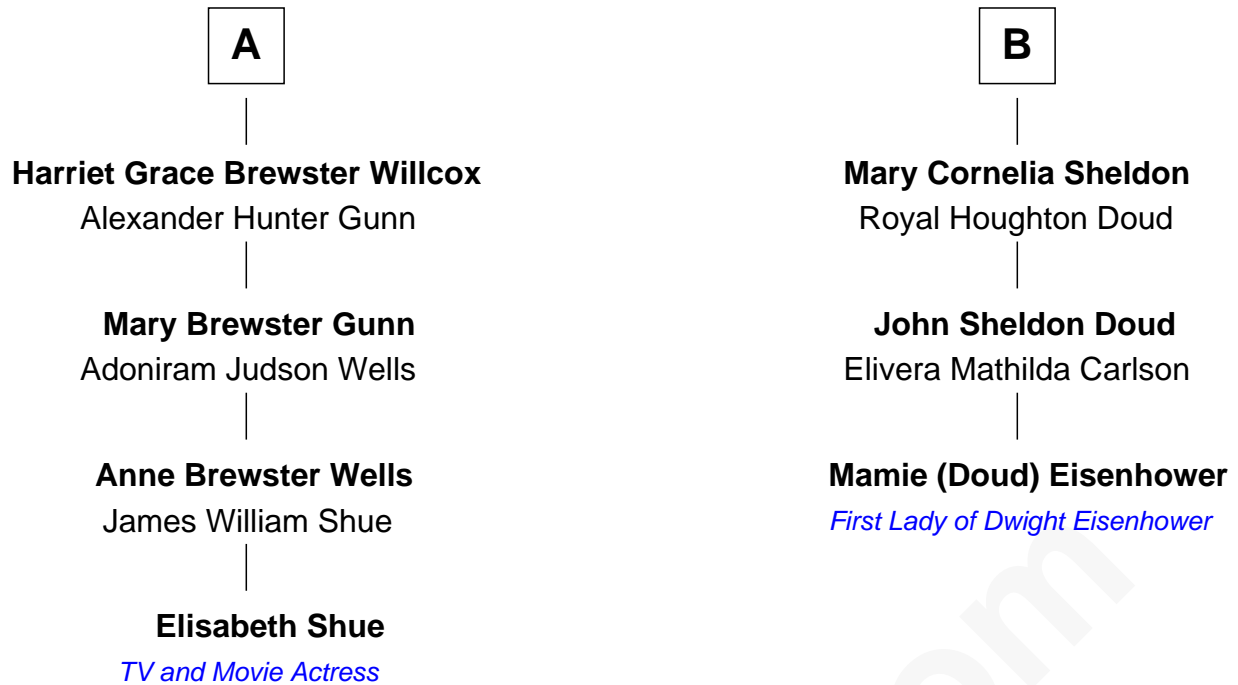 A
Harriet Grace Brewster Willcox
Alexander Hunter Gunn
Mary Brewster Gunn
Adoniram Judson Wells
Anne Brewster Wells
James William Shue
Elisabeth Shue
TV and Movie Actress
B
Mary Cornelia Sheldon
Royal Houghton Doud
John Sheldon Doud
Elivera Mathilda Carlson
Mamie (Doud) Eisenhower
First Lady of Dwight Eisenhower